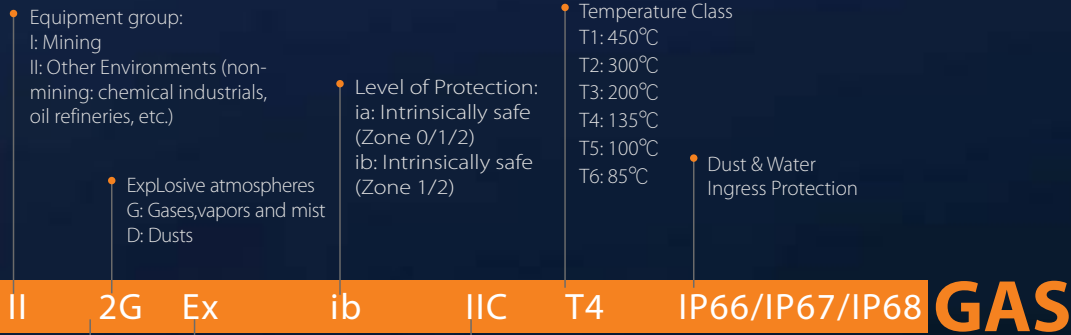 Equipment group:
I: Mining
II: Other Environments (non-
mining: chemical industrials,
oil refineries, etc.)
ExpLosive atmospheres
G: Gases,vapors and mist
D: Dusts
Level of Protection:
ia: Intrinsically safe
(Zone 0/1/2)
ib: Intrinsically safe
(Zone 1/2)
Temperature Class
T1: 450℃
T2: 300℃
T3: 200℃
T4: 135℃
T5: 100℃
T6: 85℃
Dust & Water
Ingress Protection
II 2G Ex ib IIC T4 IP66/IP67/IP68 GAS